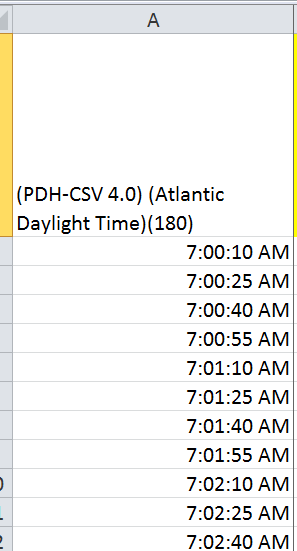 A
(PDH-CSV 4.0) (Atlantic
Daylight Time)(180)
7:00:10 AM
7:00:25 AM
7:00:40 AM
7:00:55 AM
7:01:10 AM
7:01:25 AM
7:01:40 AM
7:01:55 AM
7:02:10 AM
7:02:25 AM
7:02:40 AM